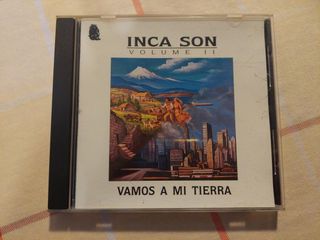 INCA SON
VOLUME II
VAMOS A MI TIERRA